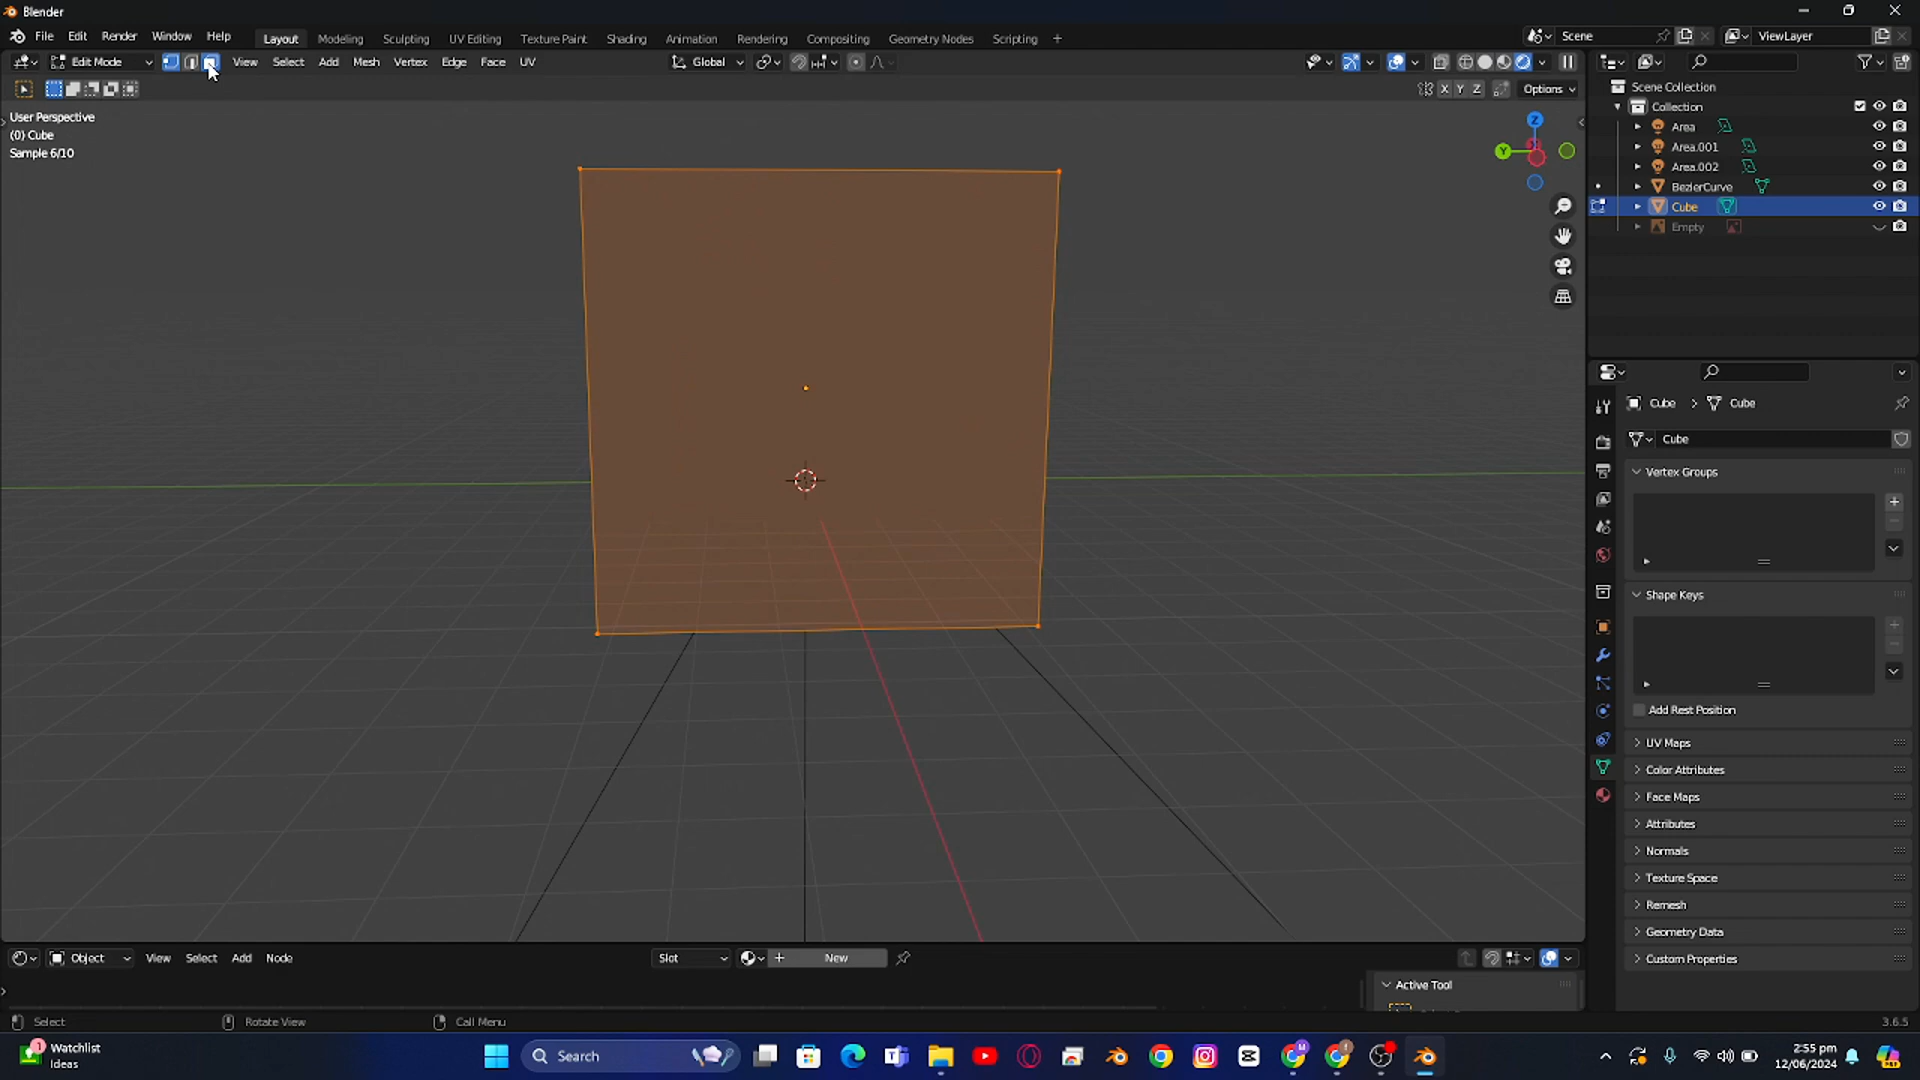 Blender
File Edit Render Window Help
Layout Modeling Sculpting UV Editing Texture Paint Shading Animation Rendering Compositing Geometry Nodes Scripting +
Scene
ViewLayer
Edit Mode View Select Add Mesh Vertex Edge Face UV
Global
X Y Z Options
User Perspective
(0) Cube
Sample 6/10
Z
Y
Scene Collection
Collection
Area
Area.001
Area.002
BezierCurve
Cube
Empty
Cube > Cube
Cube
Vertex Groups
Shape Keys
Add Rest Position
UV Maps
Color Attributes
Face Maps
Attributes
Normals
Texture Space
Remesh
Geometry Data
Custom Properties
Object View Select Add Node
Slot
New
Active Tool
Select Rotate View Call Menu
3.6.5
1
Watchlist
Ideas
Search
2:55 pm
12/06/2024